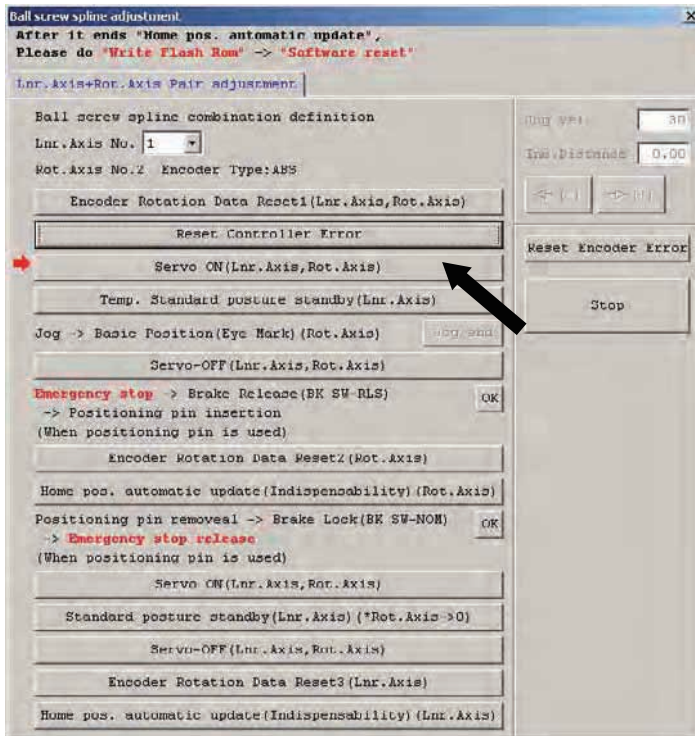 Ball screw spline adjustment
After it ends "Home pos. automatic update",
Please do "Write Flash Rom" -> "Software reset"
Lnr.Axis+Rot.Axis Pair adjustment
Ball screw spline combination definition
Lnr.Axis No. 1
Rot.Axis No.2 Encoder Type:ABS
Encoder Rotation Data Reset1(Lnr.Axis,Rot.Axis)
Reset Controller Error
Servo ON(Lnr.Axis,Rot.Axis)
Temp. Standard posture standby(Lnr.Axis)
Jog -> Basic Position(Eye Mark)(Rot.Axis) Jog end
Servo-OFF(Lnr.Axis,Rot.Axis)
Emergency stop -> Brake Release(BK SW-RLS) OK
-> Positioning pin insertion
(When positioning pin is used)
Encoder Rotation Data Reset2(Rot.Axis)
Home pos. automatic update(Indispensability)(Rot.Axis)
Positioning pin removeal -> Brake Lock(BK SW-NOM) OK
-> Emergency stop release
(When positioning pin is used)
Servo ON(Lnr.Axis,Rot.Axis)
Standard posture standby(Lnr.Axis)(*Rot.Axis->0)
Servo-OFF(Lnr.Axis,Rot.Axis)
Encoder Rotation Data Reset3(Lnr.Axis)
Home pos. automatic update(Indispensability)(Lnr.Axis)
30
Distance 0.00
Reset Encoder Error
Stop